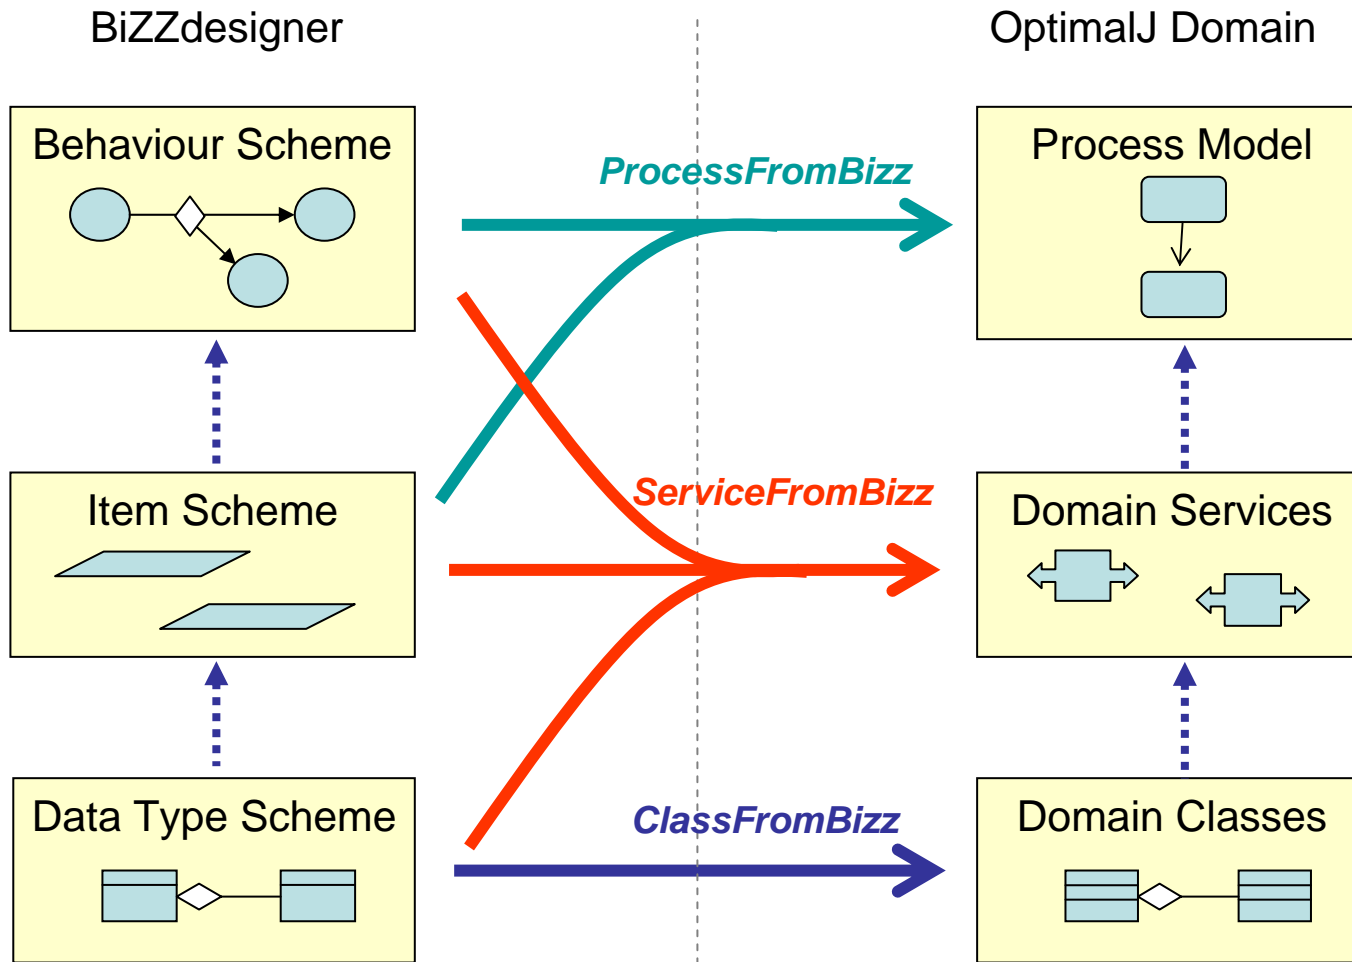 BiZZdesigner
OptimalJ Domain
Behaviour Scheme
ProcessFromBizz
Process Model
Item Scheme
ServiceFromBizz
Domain Services
Data Type Scheme
ClassFromBizz
Domain Classes